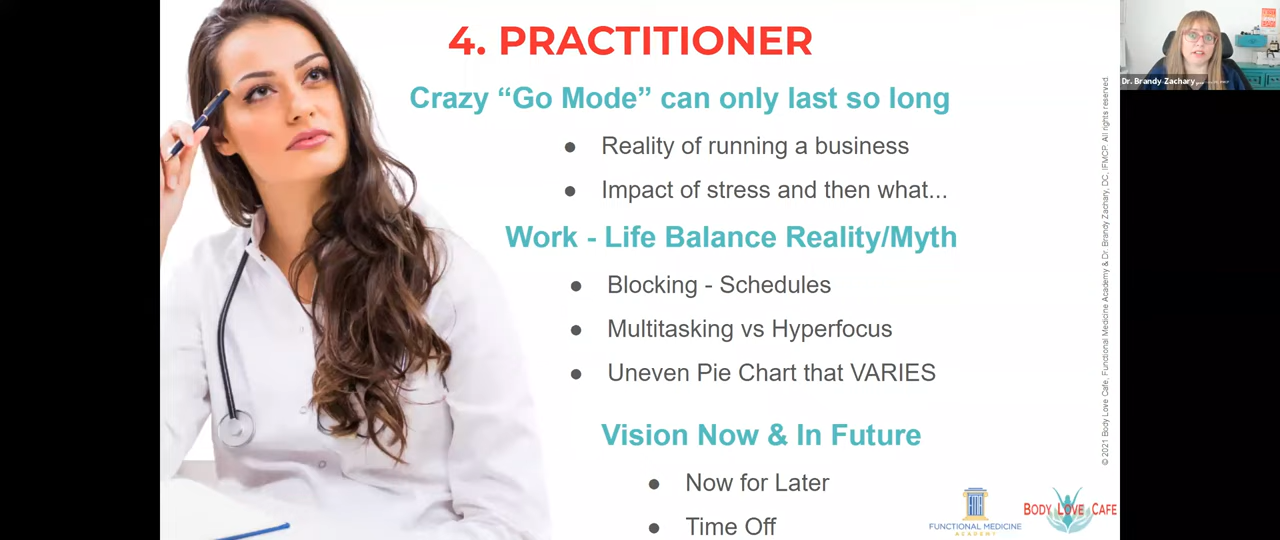 4. PRACTITIONER
Crazy “Go Mode” can only last so long
● Reality of running a business
● Impact of stress and then what...
Work - Life Balance Reality/Myth
● Blocking - Schedules
● Multitasking vs Hyperfocus
● Uneven Pie Chart that VARIES
Vision Now & In Future
● Now for Later
● Time Off
Dr. Brandy Zachary,
© 2021 Body Love Cafe, Functional Medicine Academy & Dr. Brandy Zachary, DC, IFMCP. All rights reserved.
FUNCTIONAL MEDICINE
ACADEMY
BODY LOVE CAFE